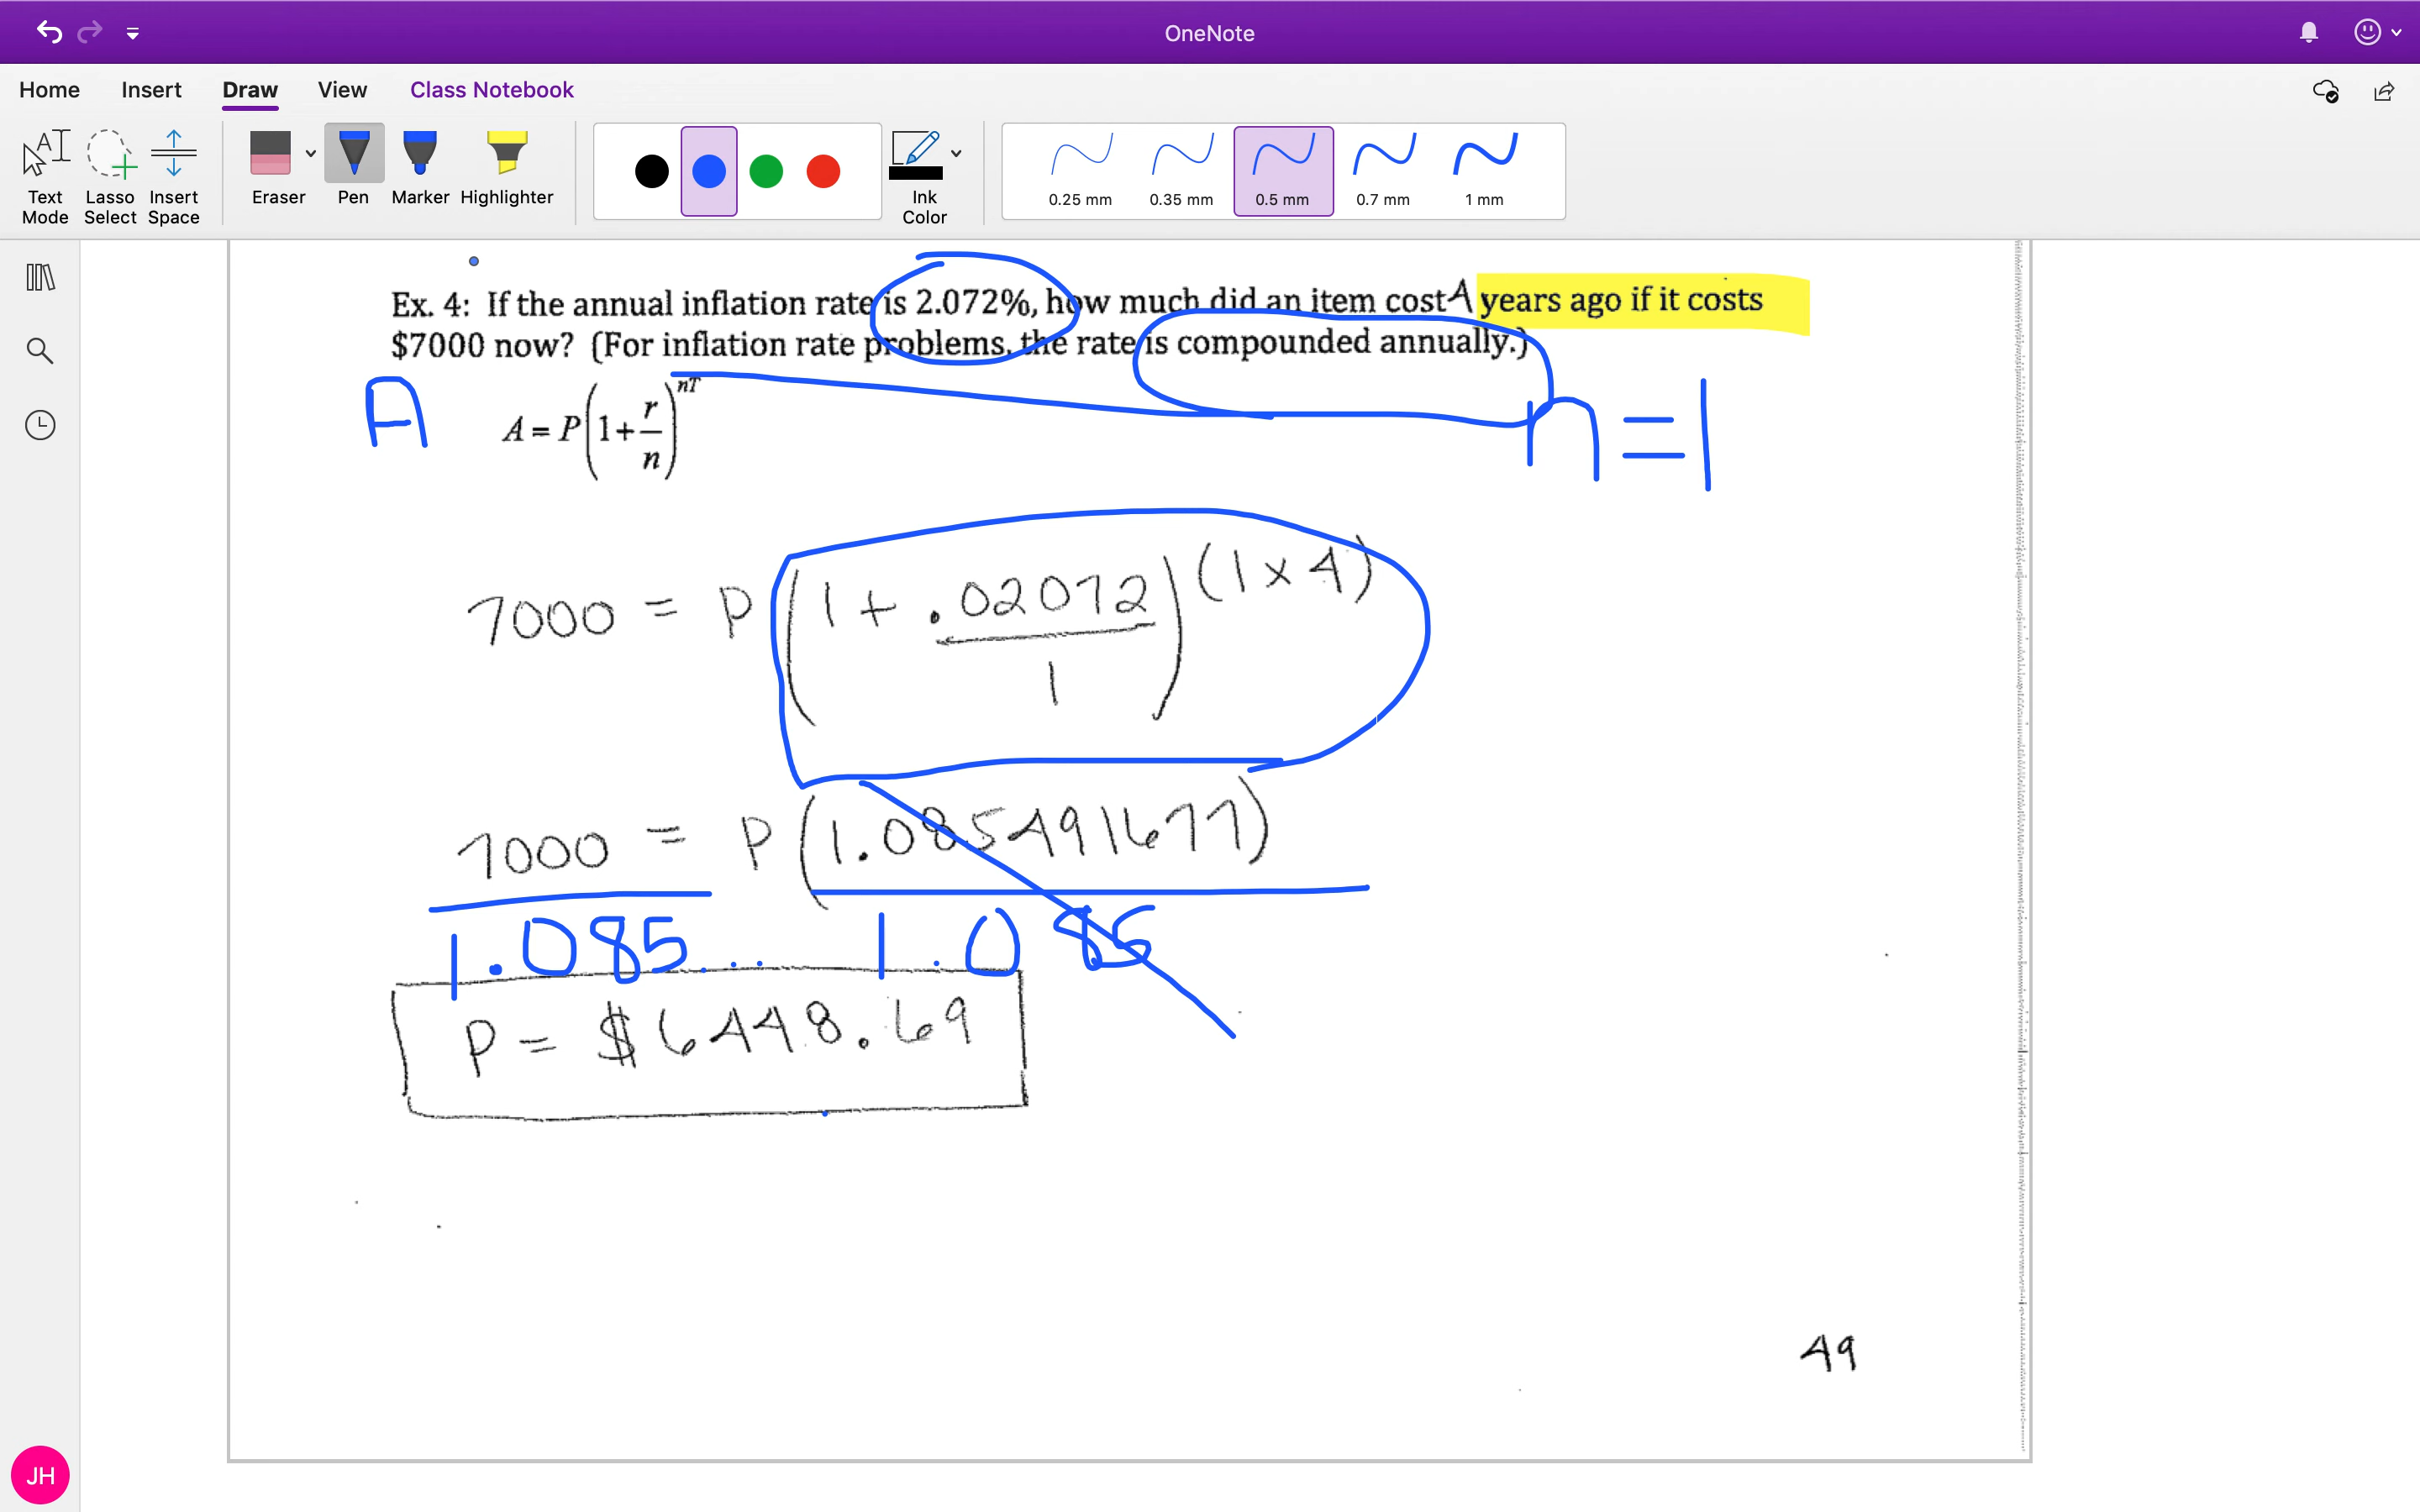 OneNote
Home Insert Draw View Class Notebook
Text Mode Lasso Select Insert Space Eraser Pen Marker Highlighter Ink Color 0.25 mm 0.35 mm 0.5 mm 0.7 mm 1 mm
Ex. 4: If the annual inflation rate is 2.072%, how much did an item cost 4 years ago if it costs
$7000 now? (For inflation rate problems, the rate is compounded annually.)
A A = P(1+r/n)^nT n = 1
7000 = P(1 + .02072/1)^(1×4)
7000 = P(1.085491677)
1.085... 1.085
P = $6448.69
49
JH